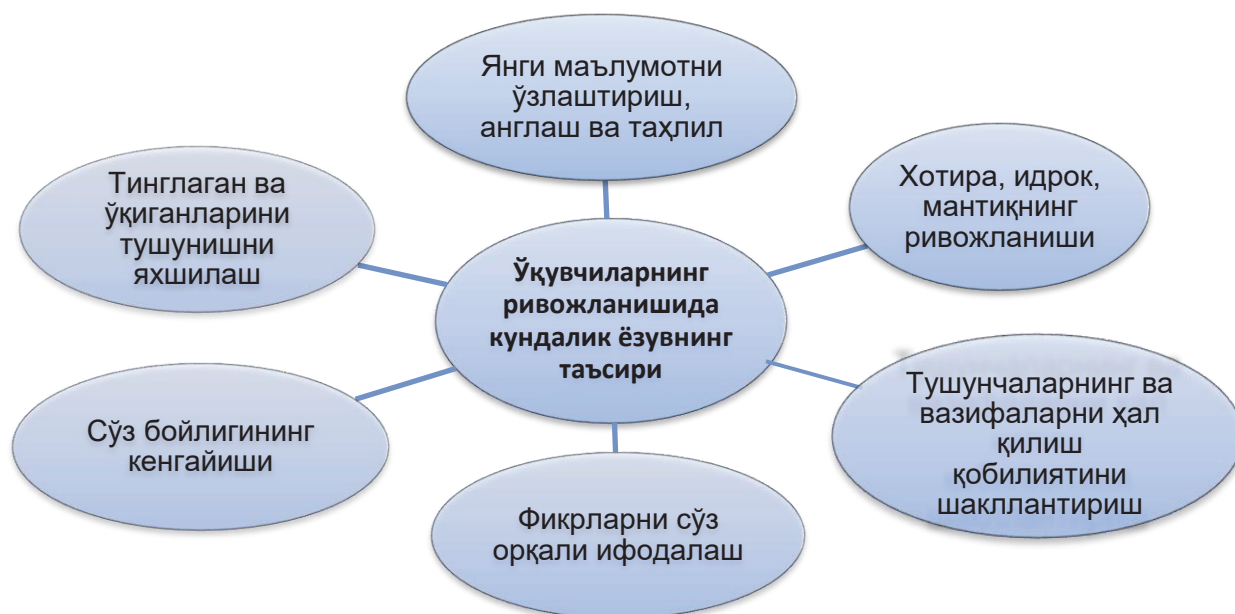 Янги маълумотни
ўзлаштириш,
англаш ва таҳлил
Тинглаган ва
ўқиганларини
тушунишни
яхшилаш
Хотира, идрок,
мантиқнинг
ривожланиши
Ўқувчиларнинг
ривожланишида
кундалик ёзувнинг
таъсири
Сўз бойлигининг
кенгайиши
Тушунчаларнинг ва
вазифаларни ҳал
қилиш
қобилиятини
шакллантириш
Фикрларни сўз
орқали ифодалаш